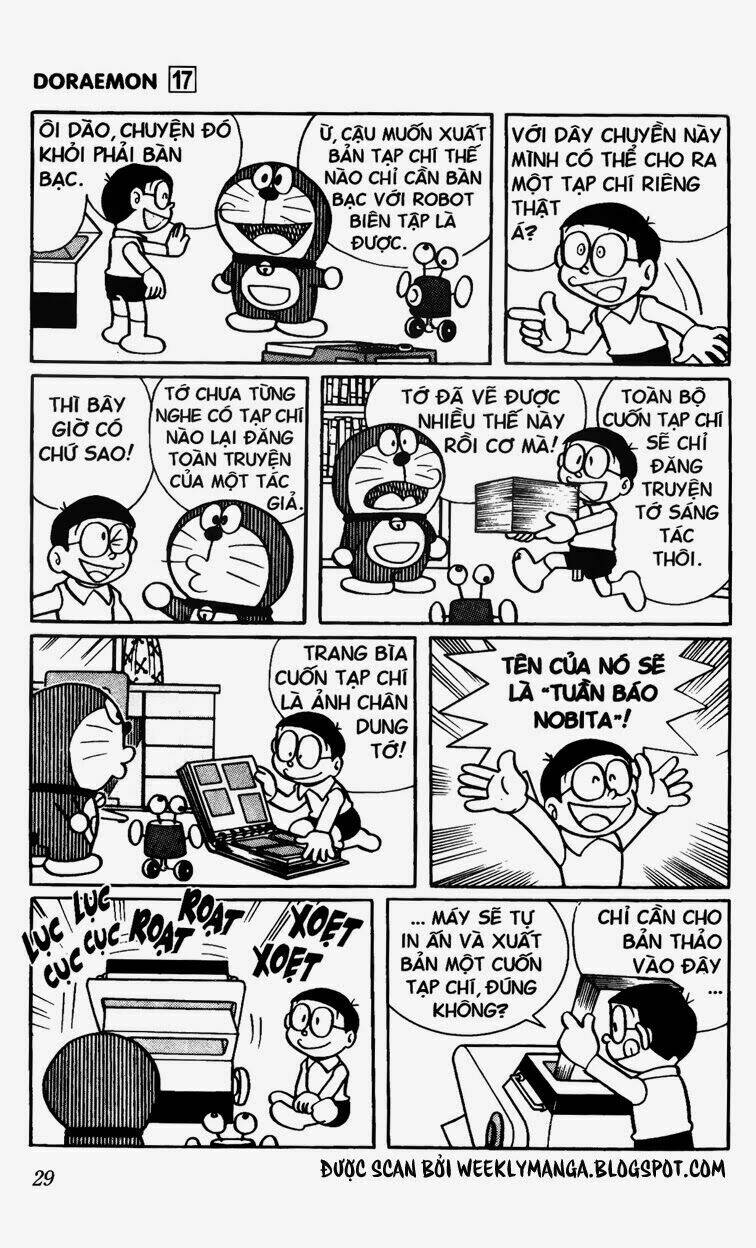 DORAEMON 17
VỚI DÂY CHUYỀN NÀY
MÌNH CÓ THỂ CHO RA
MỘT TẠP CHÍ RIÊNG
THẬT
Á?
Ừ, CẬU MUỐN XUẤT
BẢN TẠP CHÍ THẾ
NÀO CHỈ CẦN BÀN
BẠC VỚI ROBOT
BIÊN TẬP LÀ
ĐƯỢC.
ÔI DÀO, CHUYỆN ĐÓ
KHỎI PHẢI BÀN
BẠC.
TOÀN BỘ
CUỐN TẠP CHÍ
SẼ CHỈ
ĐĂNG
TRUYỆN
TỚ SÁNG
TÁC
THÔI.
TỚ ĐÃ VẼ ĐƯỢC
NHIỀU THẾ NÀY
RỒI CƠ MÀ!
TỚ CHƯA TỪNG
NGHE CÓ TẠP CHÍ
NÀO LẠI ĐĂNG
TOÀN TRUYỆN
CỦA MỘT TÁC
GIẢ.
THÌ BÂY
GIỜ CÓ
CHỨ SAO!
TÊN CỦA NÓ SẼ
LÀ "TUẦN BÁO
NOBITA"!
TRANG BÌA
CUỐN TẠP CHÍ
LÀ ẢNH CHÂN
DUNG
TỚ!
CHỈ CẦN CHO
BẢN THẢO
VÀO ĐÂY
...
... MÁY SẼ TỰ
IN ẤN VÀ XUẤT
BẢN MỘT CUỐN
TẠP CHÍ, ĐÚNG
KHÔNG?
XOẸT
XOẸT
ROẠT
ROẠT
LỤC LỤC
CỤC CỤC
29
ĐƯỢC SCAN BỞI WEEKLYMANGA.BLOGSPOT.COM